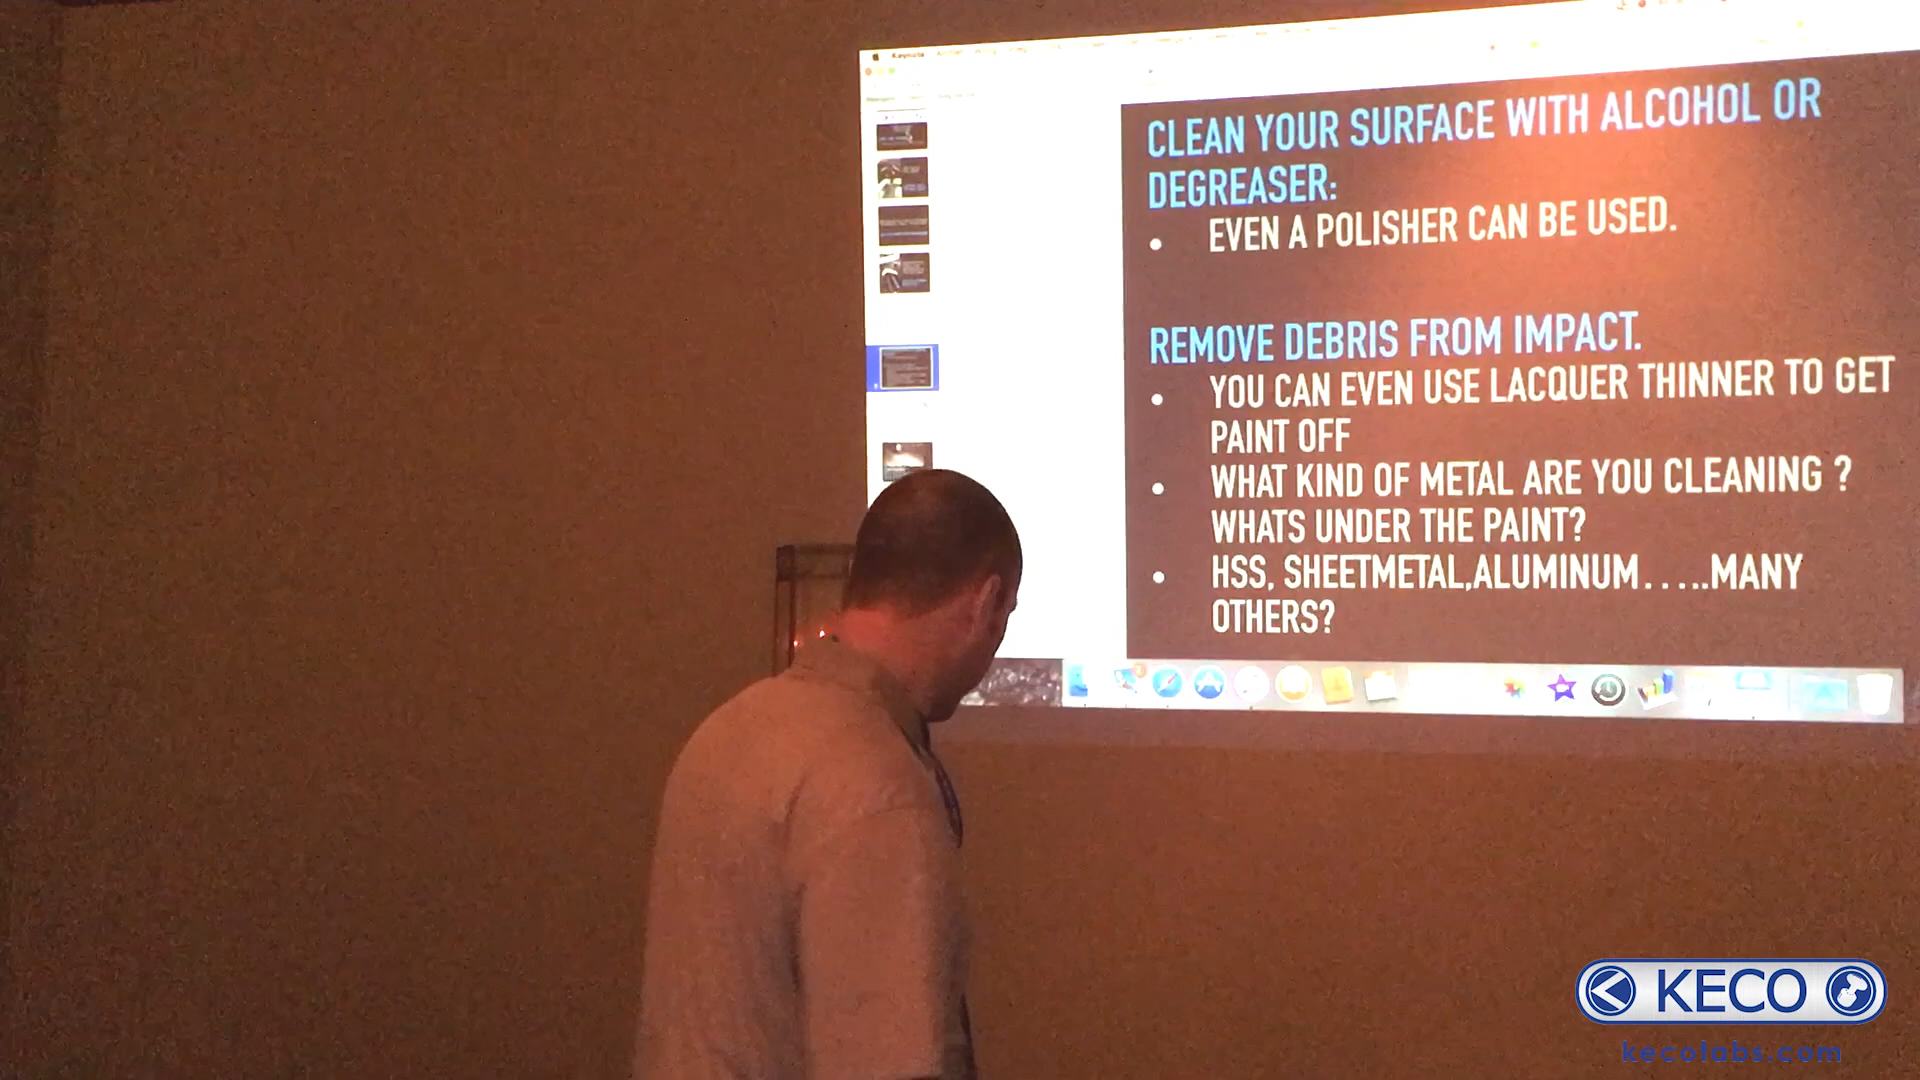 Keynote
CLEAN YOUR SURFACE WITH ALCOHOL OR
DEGREASER:
• EVEN A POLISHER CAN BE USED.
REMOVE DEBRIS FROM IMPACT.
• YOU CAN EVEN USE LACQUER THINNER TO GET
PAINT OFF
• WHAT KIND OF METAL ARE YOU CLEANING ?
WHATS UNDER THE PAINT?
• HSS, SHEETMETAL,ALUMINUM.....MANY
OTHERS?
KECO
kecolabs.com